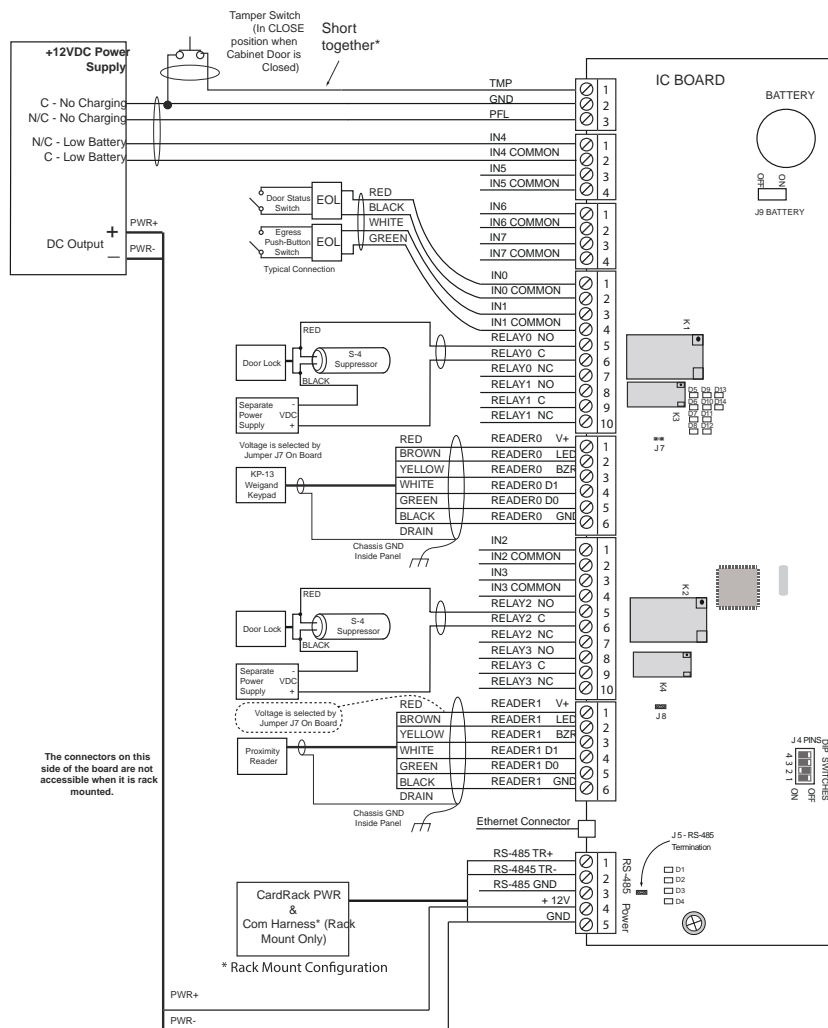 Tamper Switch
(In CLOSE
position when
Cabinet Door is
Closed)
Short
together*
+12VDC Power
Supply
C - No Charging
N/C - No Charging
N/C - Low Battery
C - Low Battery
+
DC Output
−
PWR+
PWR-
TMP
GND
PFL
1
2
3
IN4
IN4 COMMON
IN5
IN5 COMMON
1
2
3
4
IN6
IN6 COMMON
IN7
IN7 COMMON
1
2
3
4
Door Status
Switch
EOL
Egress
Push-Button
Switch
EOL
Typical Connection
RED
BLACK
WHITE
GREEN
IN0
IN0 COMMON
IN1
IN1 COMMON
RELAY0 NO
RELAY0 C
RELAY0 NC
RELAY1 NO
RELAY1 C
RELAY1 NC
1
2
3
4
5
6
7
8
9
10
RED
Door Lock
S-4
Suppressor
BLACK
Separate
Power
Supply
-
VDC
+
Voltage is selected by
Jumper J7 On Board
KP-13
Weigand
Keypad
RED
BROWN
YELLOW
WHITE
GREEN
BLACK
DRAIN
READER0 V+
READER0 LED
READER0 BZR
READER0 D1
READER0 D0
READER0 GND
1
2
3
4
5
6
Chassis GND
Inside Panel
IN2
IN2 COMMON
IN3
IN3 COMMON
RELAY2 NO
RELAY2 C
RELAY2 NC
RELAY3 NO
RELAY3 C
RELAY3 NC
1
2
3
4
5
6
7
8
9
10
RED
Door Lock
S-4
Suppressor
BLACK
Separate
Power
Supply
-
VDC
+
Voltage is selected by
Jumper J7 On Board
Proximity
Reader
RED
BROWN
YELLOW
WHITE
GREEN
BLACK
DRAIN
READER1 V+
READER1 LED
READER1 BZR
READER1 D1
READER1 D0
READER1 GND
1
2
3
4
5
6
Chassis GND
Inside Panel
The connectors on this
side of the board are not
accessible when it is rack
mounted.
Ethernet Connector
RS-485 TR+
RS-4845 TR-
RS-485 GND
+ 12V
GND
1
2
3
4
5
RS-485 Power
CardRack PWR
&
Com Harness* (Rack
Mount Only)
* Rack Mount Configuration
PWR+
PWR-
IC BOARD
BATTERY
OFF
ON
J9 BATTERY
K1
K3
D5 D9 D13
D6 D10 D14
D7 D11
D8 D12
J7
K2
K4
J8
J4 PINS
4 3 2 1
ON
OFF
DIP SWITCHES
J5 - RS-485
Termination
D1
D2
D3
D4